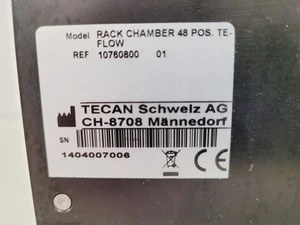 Model RACK CHAMBER 48 POS. TE-
FLOW
REF 10760800 01
TECAN Schweiz AG
CH-8708 Männedorf
SN
1404007006
CE